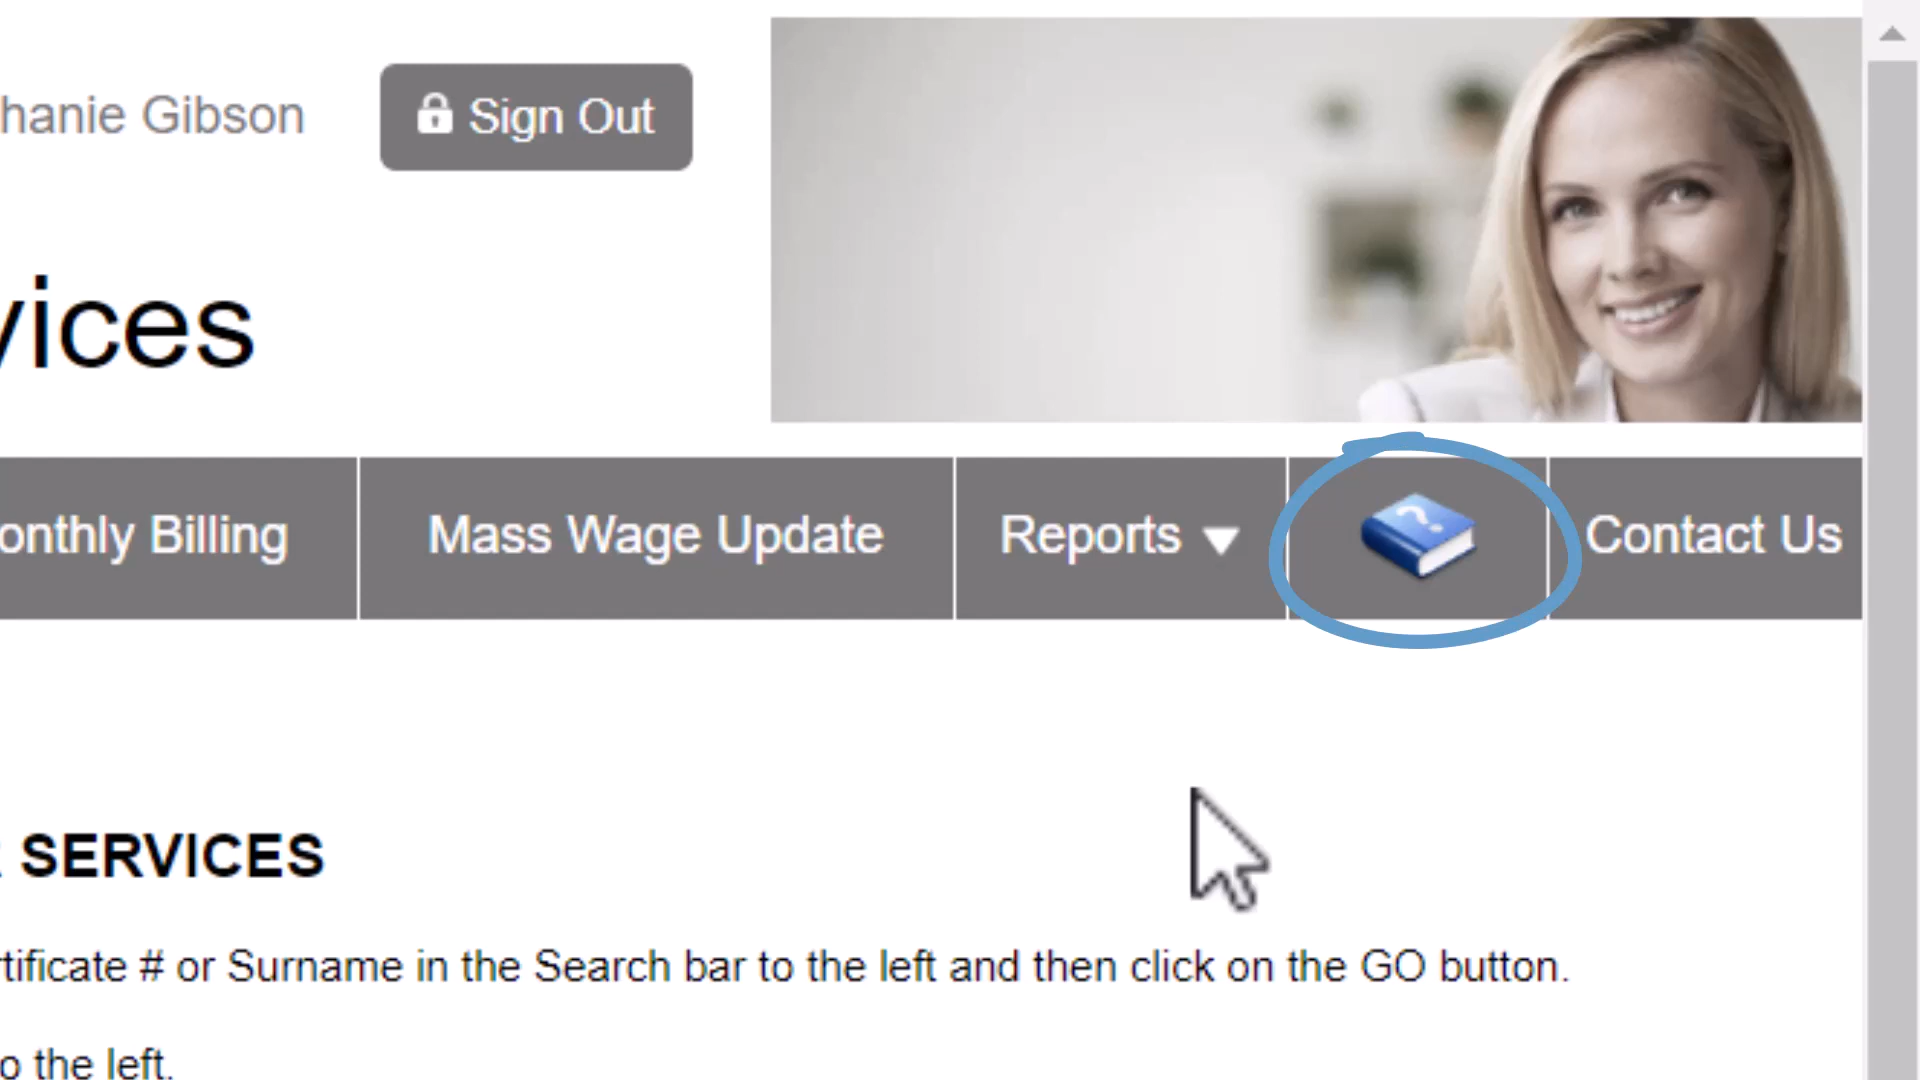 hanie Gibson
Sign Out
vices
onthly Billing
Mass Wage Update
Reports
?
Contact Us
SERVICES
rtificate # or Surname in the Search bar to the left and then click on the GO button.
o the left.